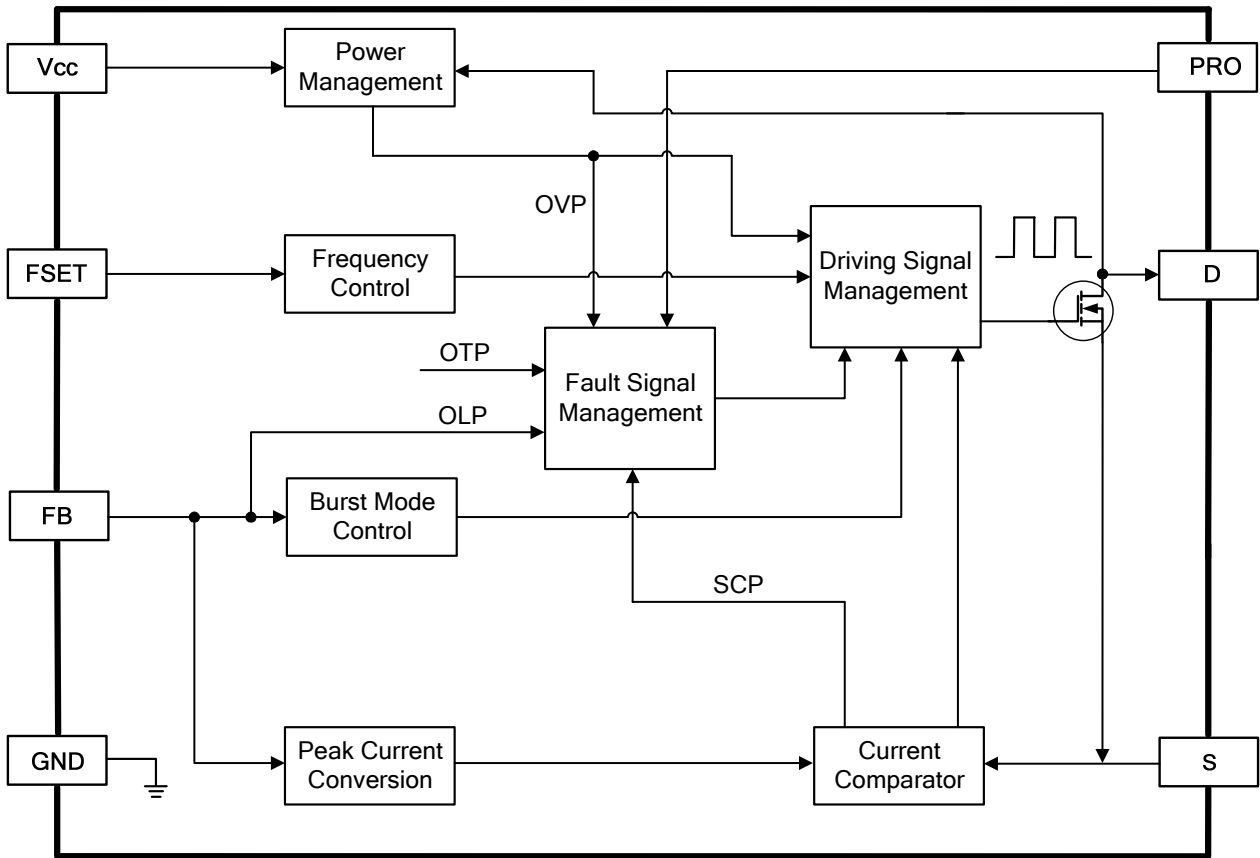 Vcc
Power
Management
PRO
OVP
FSET
Frequency
Control
Driving Signal
Management
D
OTP
Fault Signal
Management
OLP
FB
Burst Mode
Control
SCP
GND
Peak Current
Conversion
Current
Comparator
S